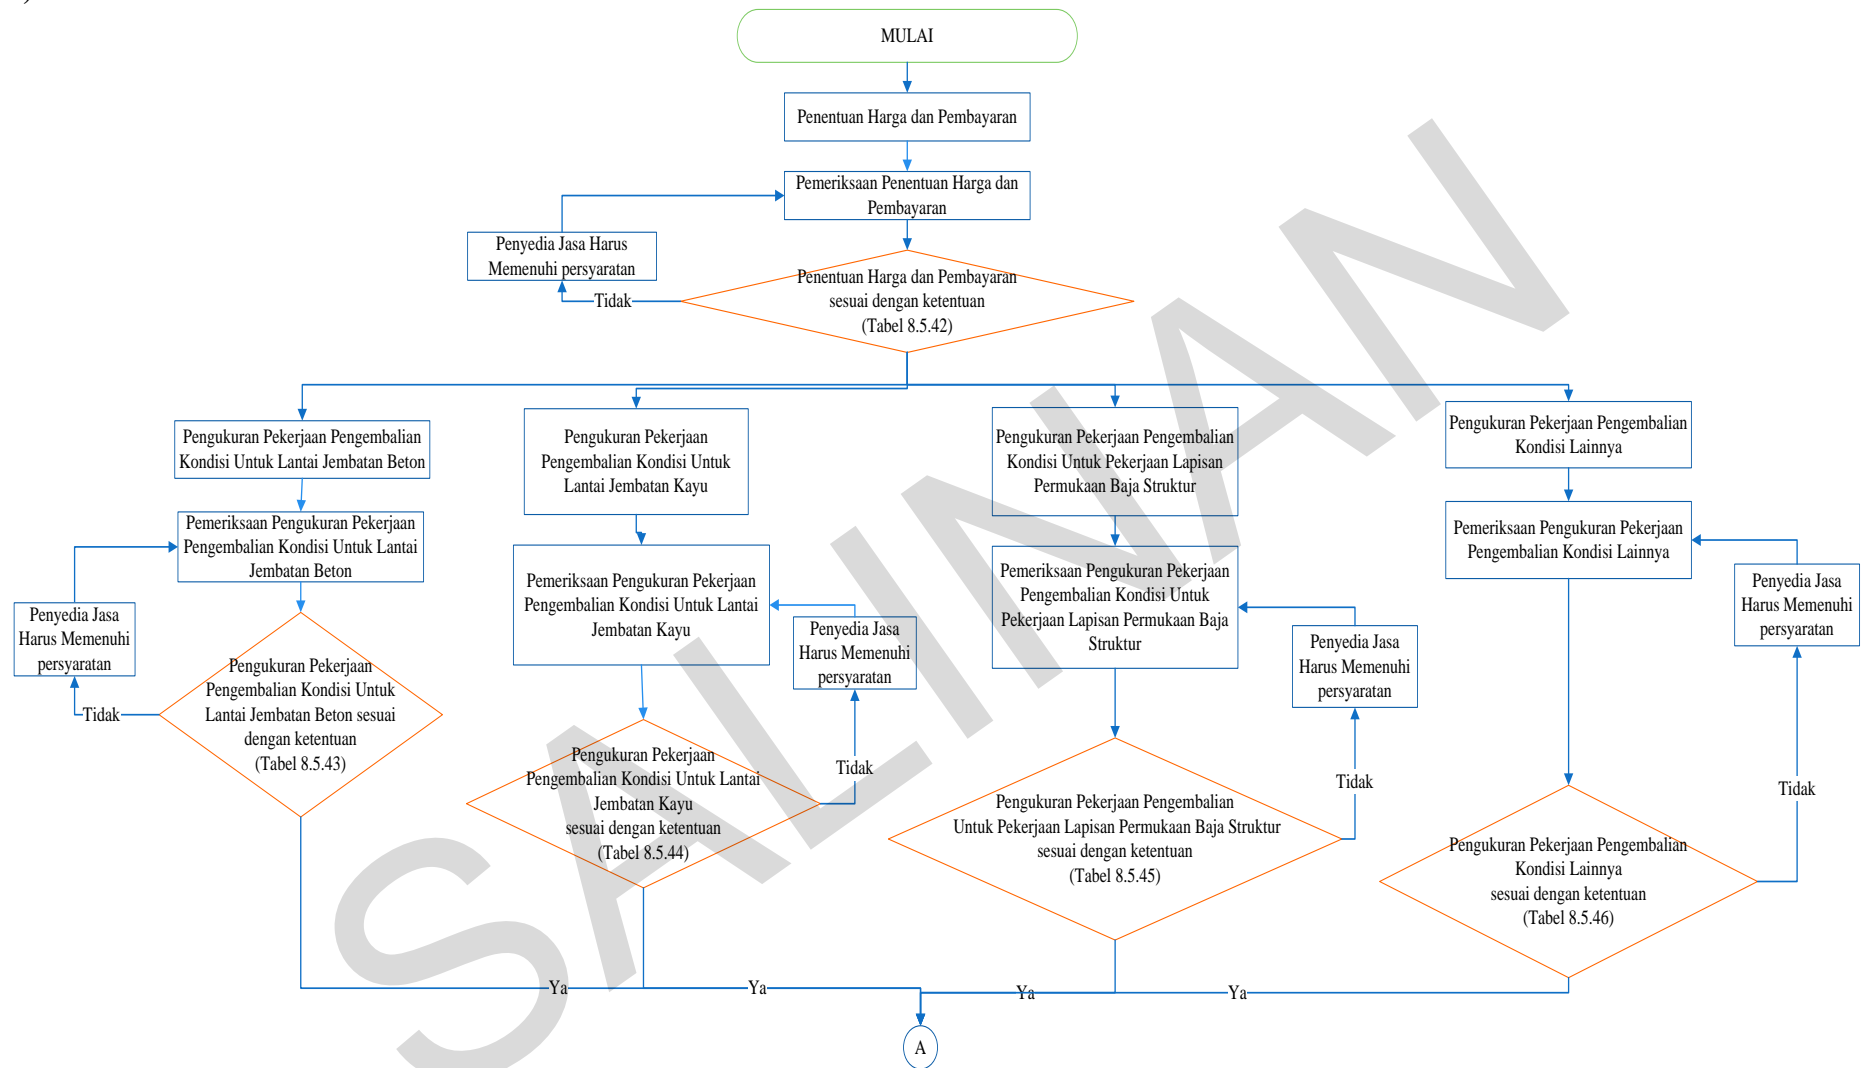 )
MULAI
Penentuan Harga dan Pembayaran
Pemeriksaan Penentuan Harga dan
Pembayaran
Penyedia Jasa Harus
Memenuhi persyaratan
Tidak
Penentuan Harga dan Pembayaran
sesuai dengan ketentuan
(Tabel 8.5.42)
Pengukuran Pekerjaan Pengembalian
Kondisi Untuk Lantai Jembatan Beton
Pemeriksaan Pengukuran Pekerjaan
Pengembalian Kondisi Untuk Lantai
Jembatan Beton
Penyedia Jasa
Harus Memenuhi
persyaratan
Tidak
Pengukuran Pekerjaan
Pengembalian Kondisi Untuk
Lantai Jembatan Beton sesuai
dengan ketentuan
(Tabel 8.5.43)
Pengukuran Pekerjaan
Pengembalian Kondisi Untuk
Lantai Jembatan Kayu
Pemeriksaan Pengukuran Pekerjaan
Pengembalian Kondisi Untuk Lantai
Jembatan Kayu
Penyedia Jasa
Harus Memenuhi
persyaratan
Tidak
Pengukuran Pekerjaan
Pengembalian Kondisi Untuk Lantai
Jembatan Kayu
sesuai dengan ketentuan
(Tabel 8.5.44)
Pengukuran Pekerjaan Pengembalian
Kondisi Untuk Pekerjaan Lapisan
Permukaan Baja Struktur
Pemeriksaan Pengukuran Pekerjaan
Pengembalian Kondisi Untuk
Pekerjaan Lapisan Permukaan Baja
Struktur
Penyedia Jasa
Harus Memenuhi
persyaratan
Tidak
Pengukuran Pekerjaan Pengembalian
Untuk Pekerjaan Lapisan Permukaan Baja Struktur
sesuai dengan ketentuan
(Tabel 8.5.45)
Pengukuran Pekerjaan Pengembalian
Kondisi Lainnya
Pemeriksaan Pengukuran Pekerjaan
Pengembalian Kondisi Lainnya
Penyedia Jasa
Harus Memenuhi
persyaratan
Tidak
Pengukuran Pekerjaan Pengembalian
Kondisi Lainnya
sesuai dengan ketentuan
(Tabel 8.5.46)
Ya
Ya
Ya
Ya
A
SALINAN